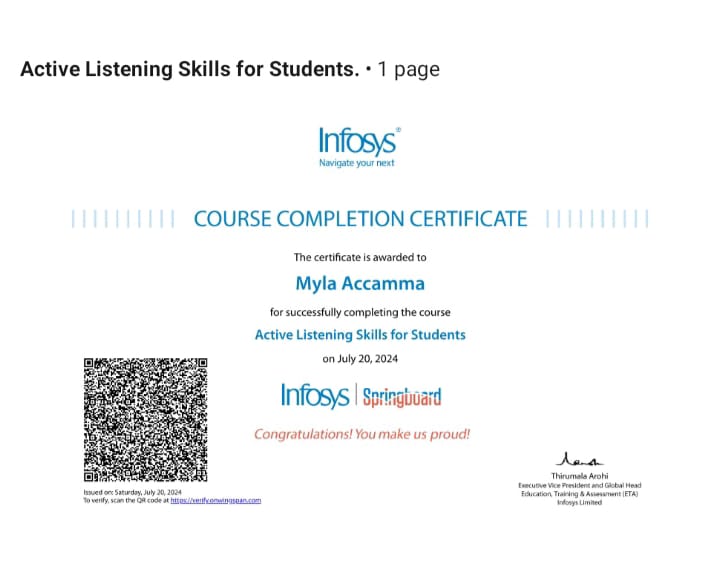 Active Listening Skills for Students. • 1 page
Infosys®
Navigate your next
COURSE COMPLETION CERTIFICATE
The certificate is awarded to
Myla Accamma
for successfully completing the course
Active Listening Skills for Students
on July 20, 2024
Infosys | Springboard
Congratulations! You make us proud!
Thirumala Arohi
Executive Vice President and Global Head
Education, Training & Assessment (ETA)
Infosys Limited
Issued on: Saturday, July 20, 2024
To verify, scan the QR code at https://verify.onwingspan.com